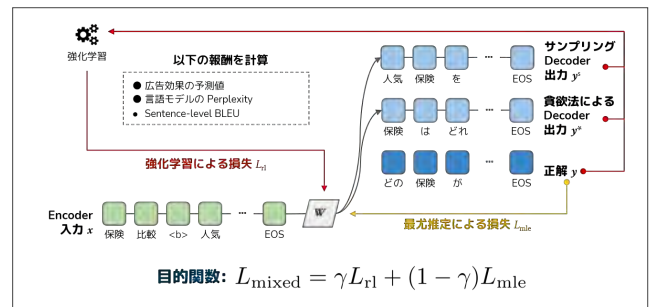 強化学習
以下の報酬を計算
● 広告効果の予測値
● 言語モデルの Perplexity
● Sentence-level BLEU
人気 保険 を ... EOS
サンプリング
Decoder
出力 yˢ
保険 は どれ ... EOS
貪欲法による
Decoder
出力 yʷ
どの 保険 が ... EOS
正解 y
強化学習による損失 L_rl
W
最尤推定による損失 L_mle
Encoder
入力 x
保険 比較 <b> 人気 ... EOS
目的関数: L_mixed = γL_rl + (1 − γ)L_mle